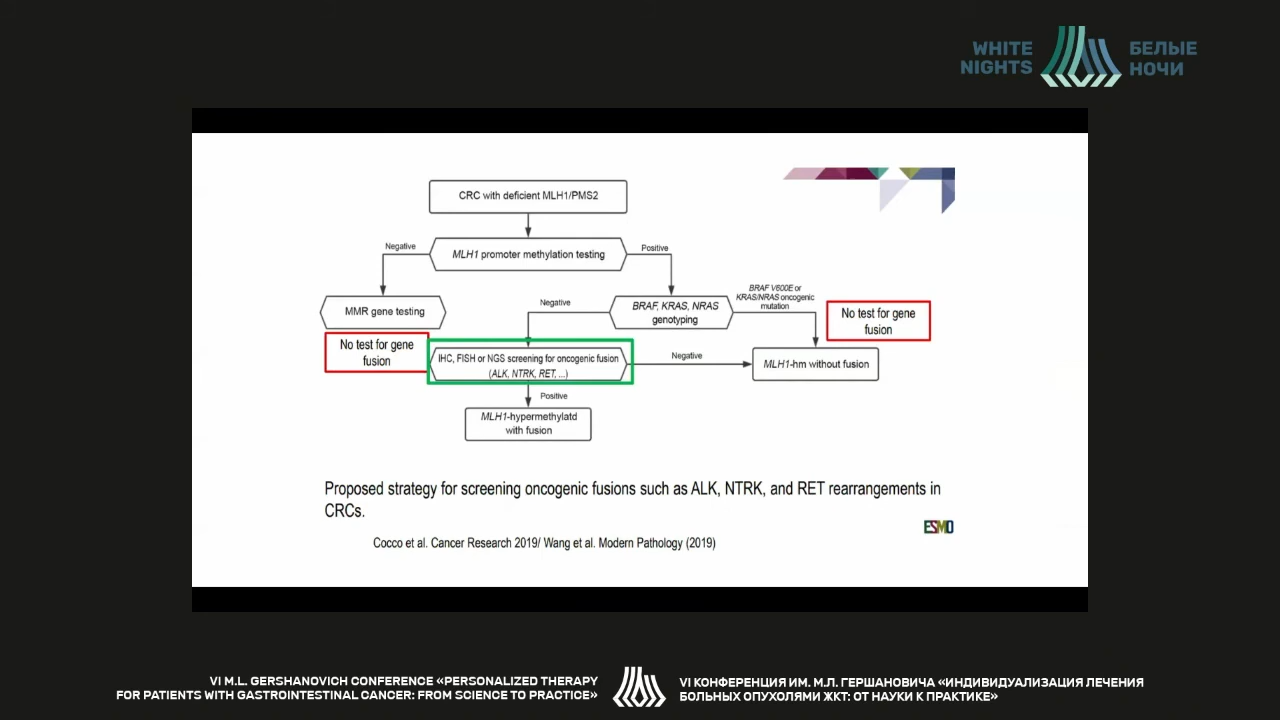 WHITE
NIGHTS
БЕЛЫЕ
НОЧИ
CRC with deficient MLH1/PMS2
Negative
MLH1 promoter methylation testing
Positive
MMR gene testing
Negative
BRAF, KRAS, NRAS
genotyping
BRAF V600E or
KRAS/NRAS oncogenic
mutation
No test for gene
fusion
No test for gene
fusion
IHC, FISH or NGS screening for oncogenic fusion
(ALK, NTRK, RET, ...)
Negative
MLH1-hm without fusion
Positive
MLH1-hypermethylatd
with fusion
Proposed strategy for screening oncogenic fusions such as ALK, NTRK, and RET rearrangements in
CRCs.
ESMO
Cocco et al. Cancer Research 2019/ Wang et al. Modern Pathology (2019)
VI M.L. GERSHANOVICH CONFERENCE «PERSONALIZED THERAPY
FOR PATIENTS WITH GASTROINTESTINAL CANCER: FROM SCIENCE TO PRACTICE»
VI КОНФЕРЕНЦИЯ ИМ. М.Л. ГЕРШАНОВИЧА «ИНДИВИДУАЛИЗАЦИЯ ЛЕЧЕНИЯ
БОЛЬНЫХ ОПУХОЛЯМИ ЖКТ: ОТ НАУКИ К ПРАКТИКЕ»